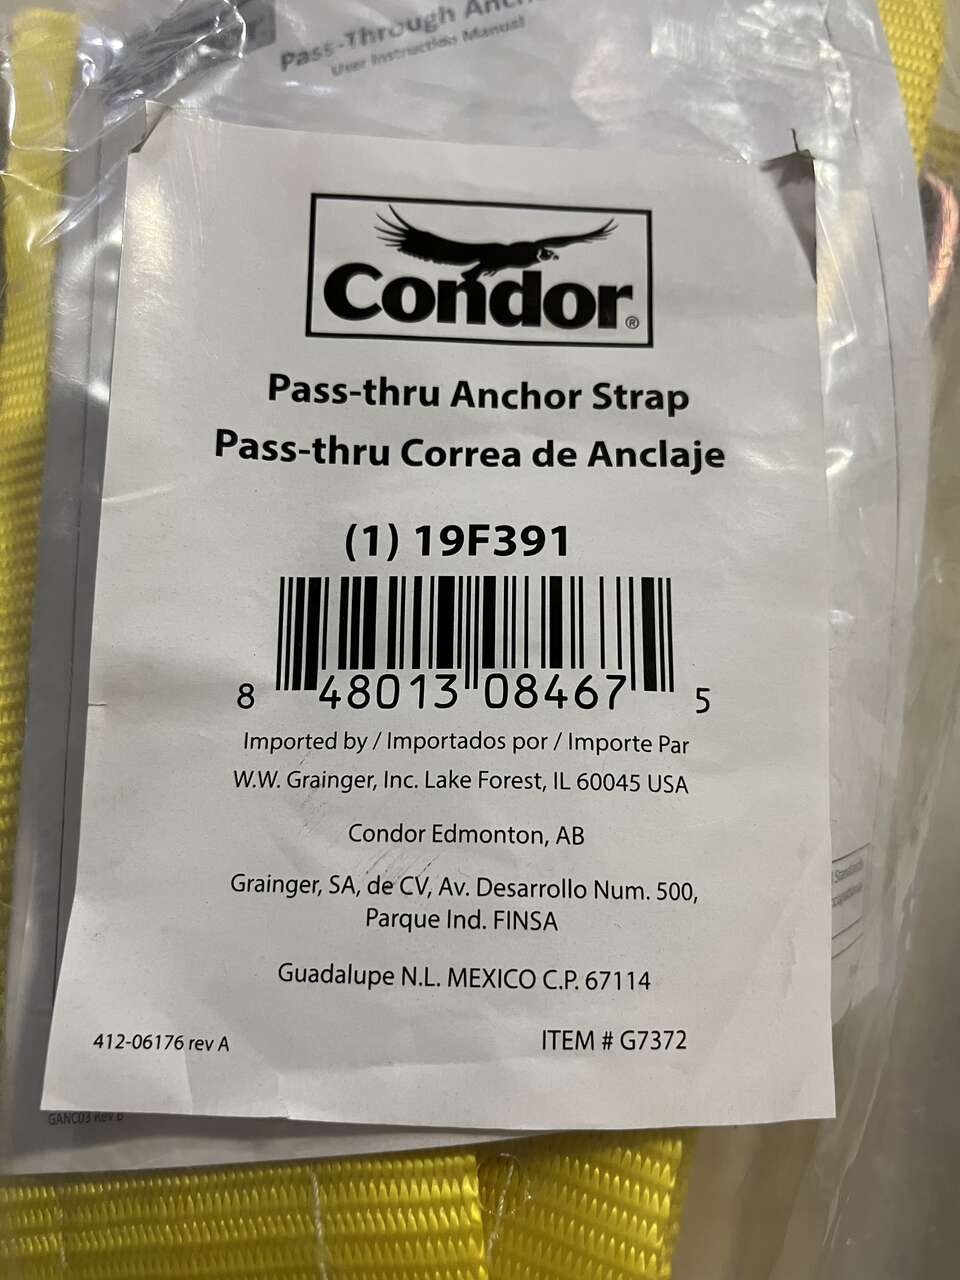 Pass-Through
User Instruction Manual
Condor®
Pass-thru Anchor Strap
Pass-thru Correa de Anclaje
(1) 19F391
8 48013 08467 5
Imported by / Importados por / Importe Par
W.W. Grainger, Inc. Lake Forest, IL 60045 USA
Condor Edmonton, AB
Grainger, SA, de CV, Av. Desarrollo Num. 500,
Parque Ind. FINSA
Guadalupe N.L. MEXICO C.P. 67114
412-06176 rev A ITEM # G7372
GANC03 Rev B